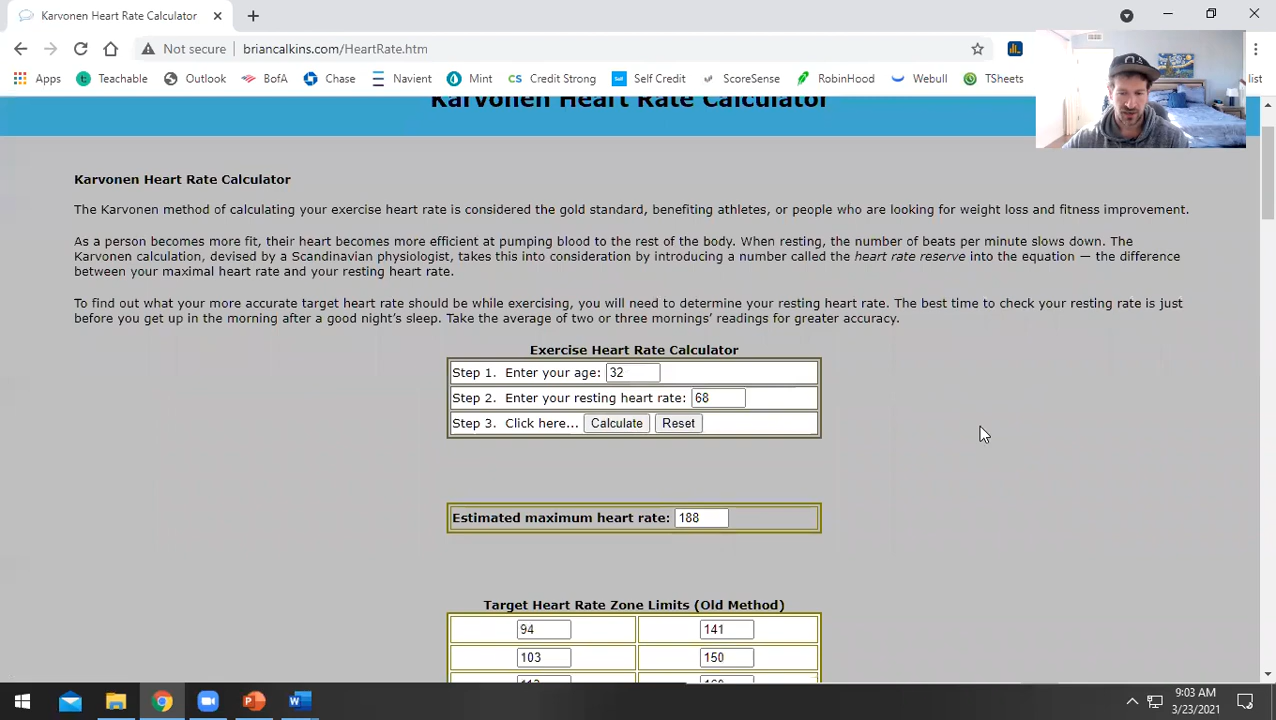 Karvonen Heart Rate Calculator
Not secure briancalkins.com/HeartRate.htm
Apps Teachable Outlook BofA Chase Navient Mint CS Credit Strong Self Credit ScoreSense RobinHood Webull TSheets list
Karvonen Heart Rate Calculator
Karvonen Heart Rate Calculator
The Karvonen method of calculating your exercise heart rate is considered the gold standard, benefiting athletes, or people who are looking for weight loss and fitness improvement.
As a person becomes more fit, their heart becomes more efficient at pumping blood to the rest of the body. When resting, the number of beats per minute slows down. The
Karvonen calculation, devised by a Scandinavian physiologist, takes this into consideration by introducing a number called the heart rate reserve into the equation — the difference
between your maximal heart rate and your resting heart rate.
To find out what your more accurate target heart rate should be while exercising, you will need to determine your resting heart rate. The best time to check your resting rate is just
before you get up in the morning after a good night's sleep. Take the average of two or three mornings' readings for greater accuracy.
Exercise Heart Rate Calculator
Step 1. Enter your age: 32
Step 2. Enter your resting heart rate: 68
Step 3. Click here... Calculate Reset
Estimated maximum heart rate: 188
Target Heart Rate Zone Limits (Old Method)
94 141
103 150
9:03 AM
3/23/2021